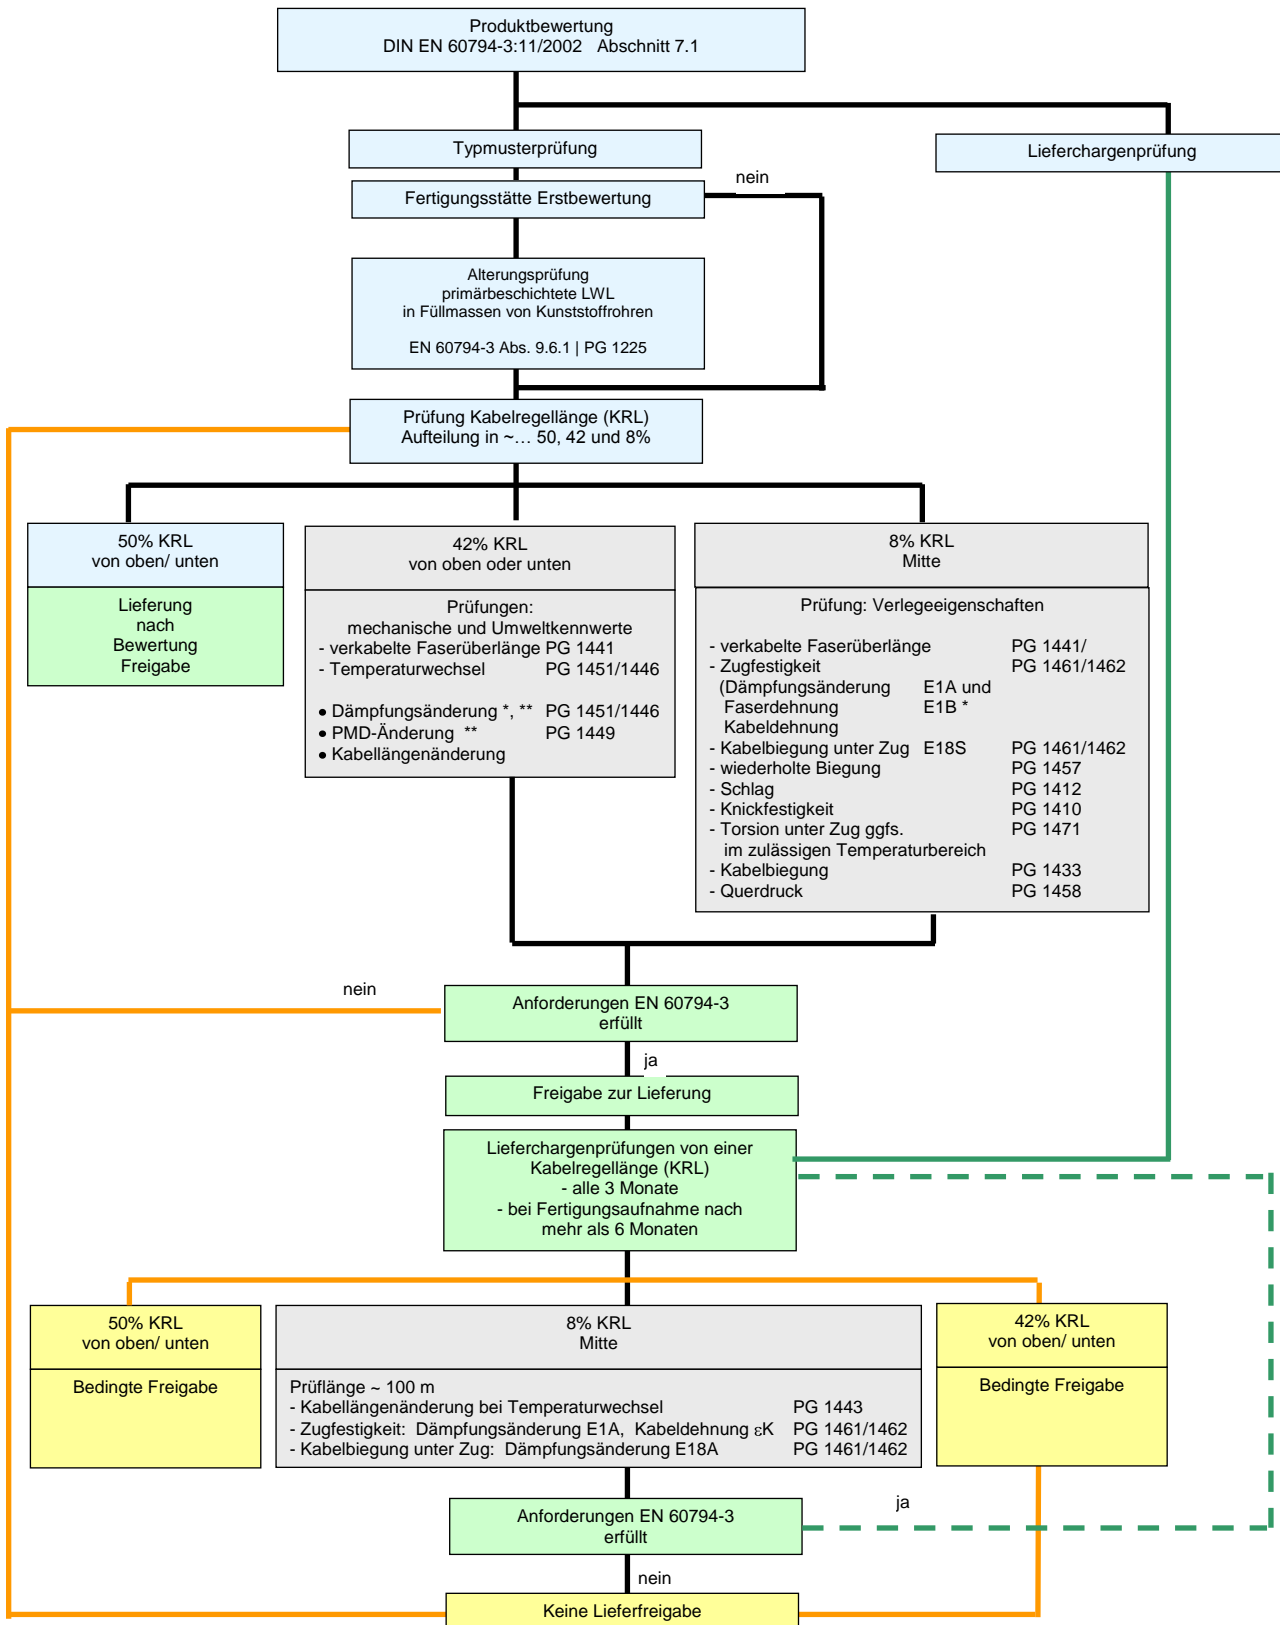 Produktbewertung
DIN EN 60794-3:11/2002 Abschnitt 7.1
Typmusterprüfung
Lieferchargenprüfung
nein
Fertigungsstätte Erstbewertung
Alterungsprüfung
primärbeschichtete LWL
in Füllmassen von Kunststoffrohren
EN 60794-3 Abs. 9.6.1 | PG 1225
Prüfung Kabelregellänge (KRL)
Aufteilung in ~... 50, 42 und 8%
50% KRL
von oben/ unten
Lieferung
nach
Bewertung
Freigabe
42% KRL
von oben oder unten
Prüfungen:
mechanische und Umweltkennwerte
- verkabelte Faserüberlänge PG 1441
- Temperaturwechsel PG 1451/1446
• Dämpfungsänderung *, ** PG 1451/1446
• PMD-Änderung ** PG 1449
• Kabellängenänderung
8% KRL
Mitte
Prüfung: Verlegeeigenschaften
- verkabelte Faserüberlänge PG 1441/
- Zugfestigkeit PG 1461/1462
(Dämpfungsänderung E1A und
Faserdehnung E1B *
Kabeldehnung
- Kabelbiegung unter Zug E18S PG 1461/1462
- wiederholte Biegung PG 1457
- Schlag PG 1412
- Knickfestigkeit PG 1410
- Torsion unter Zug ggfs. PG 1471
im zulässigen Temperaturbereich
- Kabelbiegung PG 1433
- Querdruck PG 1458
nein
Anforderungen EN 60794-3
erfüllt
ja
Freigabe zur Lieferung
Lieferchargenprüfungen von einer
Kabelregellänge (KRL)
- alle 3 Monate
- bei Fertigungsaufnahme nach
mehr als 6 Monaten
50% KRL
von oben/ unten
Bedingte Freigabe
8% KRL
Mitte
Prüflänge ~ 100 m
- Kabellängenänderung bei Temperaturwechsel PG 1443
- Zugfestigkeit: Dämpfungsänderung E1A, Kabeldehnung εK PG 1461/1462
- Kabelbiegung unter Zug: Dämpfungsänderung E18A PG 1461/1462
42% KRL
von oben/ unten
Bedingte Freigabe
Anforderungen EN 60794-3
erfüllt
ja
nein
Keine Lieferfreigabe